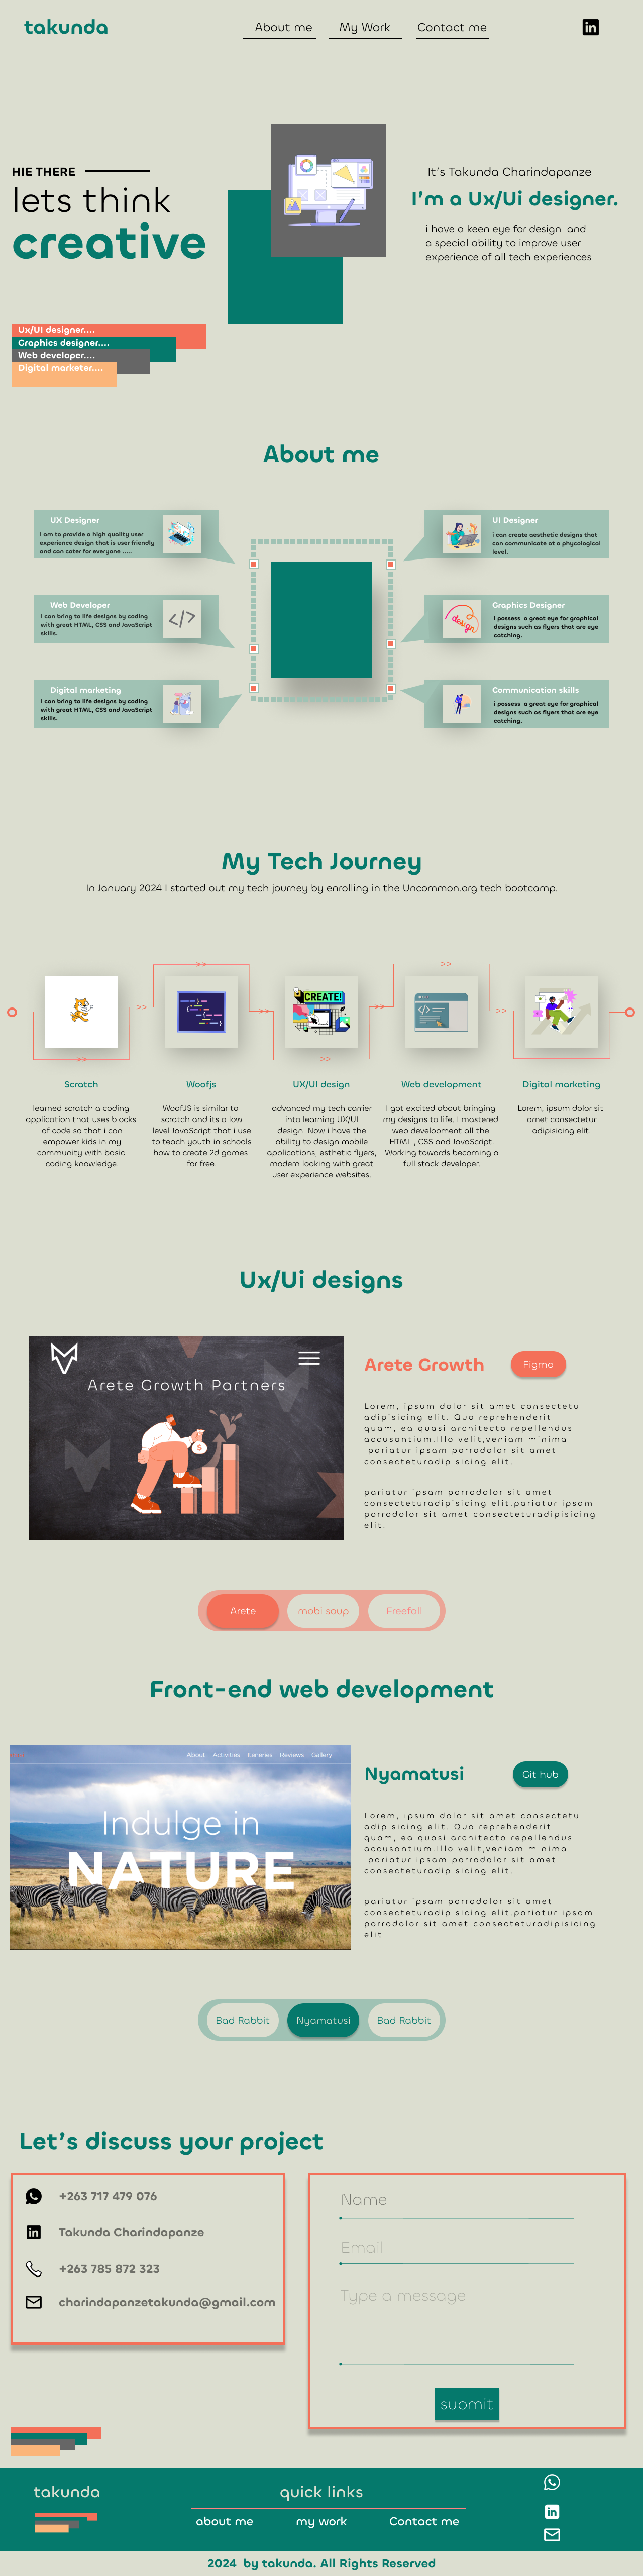 takunda
About me
My Work
Contact me
in
HIE THERE
lets think
creative
It's Takunda Charindapanze
I'm a Ux/Ui designer.
i have a keen eye for design and
a special ability to improve user
experience of all tech experiences
Ux/UI designer....
Graphics designer....
Web developer....
Digital marketer....
About me
UX Designer
I am to provide a high quality user
experience design that is user friendly
and can cater for everyone ......
UI Designer
I can create aesthetic designs that
can communicate at a phycological
level.
Web Developer
I can bring to life designs by coding
with great HTML, CSS and JavaScript
skills.
</>
Graphics Designer
I possess a great eye for graphical
designs such as flyers that are eye
catching.
design
Digital marketing
I can bring to life designs by coding
with great HTML, CSS and JavaScript
skills.
Communication skills
i possess a great eye for graphical
designs such as flyers that are eye
catching.
My Tech Journey
In January 2024 I started out my tech journey by enrolling in the Uncommon.org tech bootcamp.
>>
>>
>>
>>
>>
>>
>>
>>
CREATE!
</>
Scratch
learned scratch a coding
application that uses blocks
of code so that i can
empower kids in my
community with basic
coding knowledge.
Woofjs
WoofJS is similar to
scratch and its a low
level JavaScript that i use
to teach youth in schools
how to create 2d games
for free.
UX/UI design
advanced my tech carrier
into learning UX/UI
design. Now i have the
ability to design mobile
applications, esthetic flyers,
modern looking with great
user experience websites.
Web development
I got excited about bringing
my designs to life. I mastered
web development all the
HTML , CSS and JavaScript.
Working towards becoming a
full stack developer.
Digital marketing
Lorem, ipsum dolor sit
amet consectetur
adipisicing elit.
Ux/Ui designs
Arete Growth Partners
$
Arete Growth
Figma
Lorem, ipsum dolor sit amet consectetu
adipisicing elit. Quo reprehenderit
quam, ea quasi architecto repellendus
accusantium.Illo velit,veniam minima
pariatur ipsam porrodolor sit amet
consecteturadipisicing elit.
pariatur ipsam porrodolor sit amet
consecteturadipisicing elit.pariatur ipsam
porrodolor sit amet consecteturadipisicing
elit.
Arete
mobi soup
Freefall
Front-end web development
About
Activities
Iteneries
Reviews
Gallery
Indulge in
NATURE
Nyamatusi
Git hub
Lorem, ipsum dolor sit amet consectetu
adipisicing elit. Quo reprehenderit
quam, ea quasi architecto repellendus
accusantium.Illo velit,veniam minima
pariatur ipsam porrodolor sit amet
consecteturadipisicing elit.
pariatur ipsam porrodolor sit amet
consecteturadipisicing elit.pariatur ipsam
porrodolor sit amet consecteturadipisicing
elit.
Bad Rabbit
Nyamatusi
Bad Rabbit
Let's discuss your project
+263 717 479 076
in
Takunda Charindapanze
+263 785 872 323
charindapanzetakunda@gmail.com
Name
Email
Type a message
submit
takunda
quick links
about me
my work
Contact me
in
2024 by takunda. All Rights Reserved